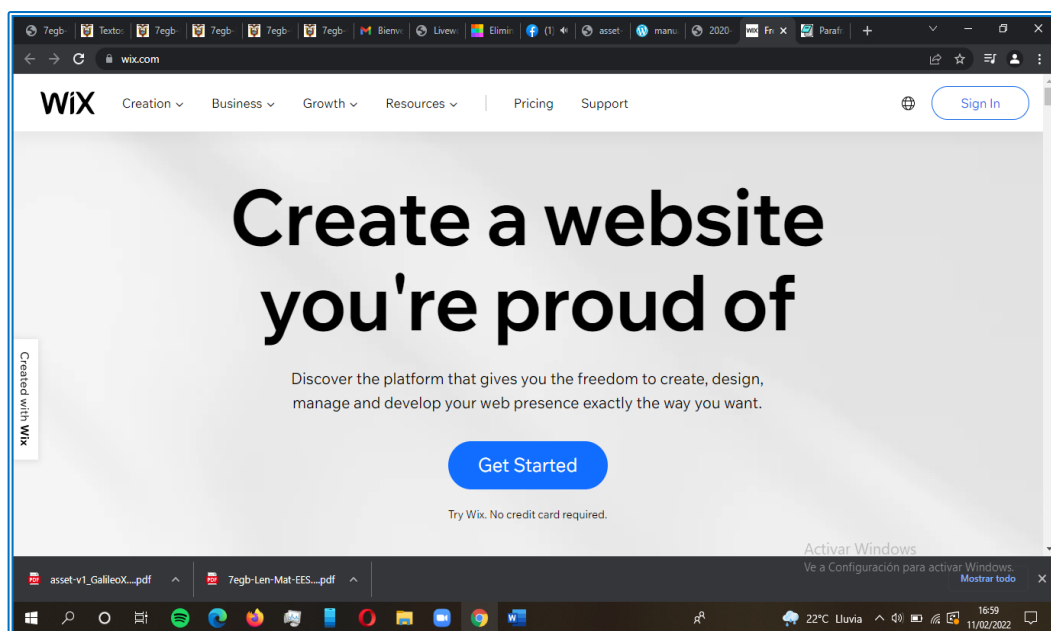 7egb- Textos 7egb- 7egb- 7egb- 7egb- Bienve Livewo Elimin (1) asset- manu 2020- Fre Parafr
wix.com
WiX Creation Business Growth Resources Pricing Support Sign In
Create a website
you're proud of
Created with Wix
Discover the platform that gives you the freedom to create, design,
manage and develop your web presence exactly the way you want.
Get Started
Try Wix. No credit card required.
Activar Windows
Ve a Configuración para activar Windows.
asset-v1_GalileoX....pdf 7egb-Len-Mat-EES....pdf Mostrar todo
22°C Lluvia 16:59
11/02/2022